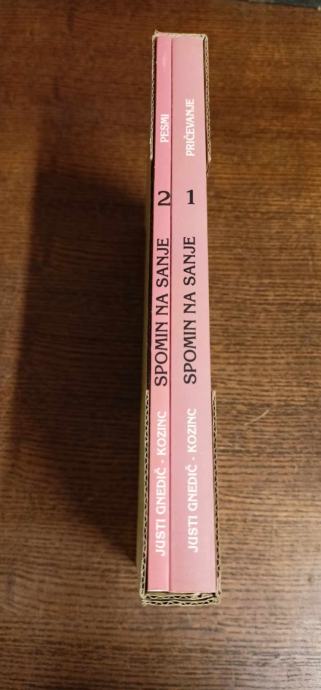 JUSTI GNEDIČ - KOZINC SPOMIN NA SANJE 2 PESMI
JUSTI GNEDIČ - KOZINC SPOMIN NA SANJE 1 PRIČEVANJE